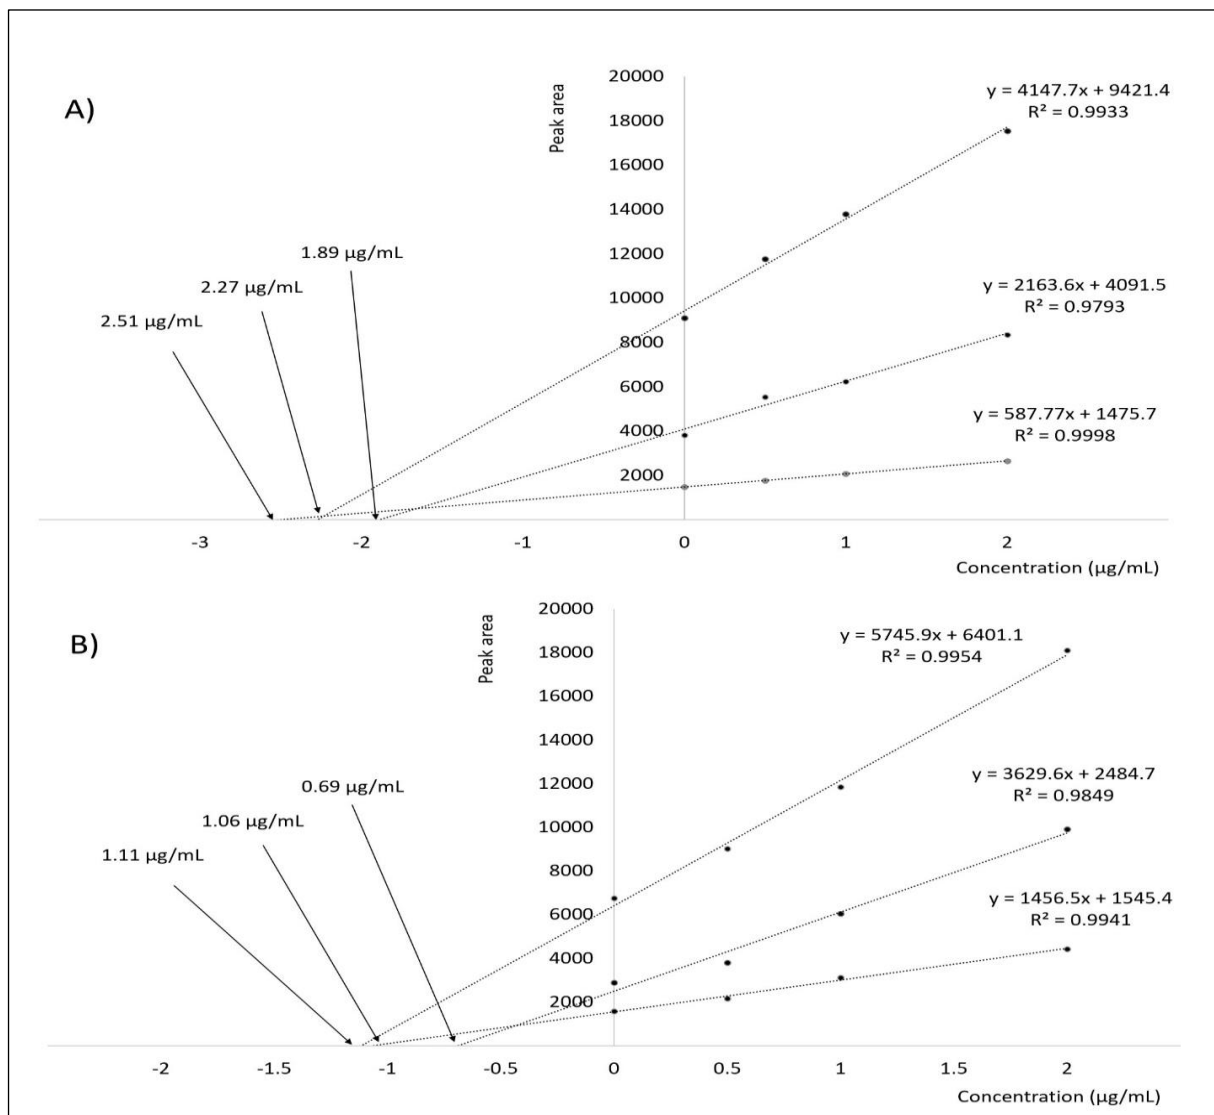 A)
Peak area
20000
18000
16000
14000
12000
10000
8000
6000
4000
2000
y = 4147.7x + 9421.4
R² = 0.9933
1.89 µg/mL
2.27 µg/mL
2.51 µg/mL
y = 2163.6x + 4091.5
R² = 0.9793
y = 587.77x + 1475.7
R² = 0.9998
-3 -2 -1 0 1 2
Concentration (µg/mL)
B)
Peak area
20000
18000
16000
14000
12000
10000
8000
6000
4000
2000
y = 5745.9x + 6401.1
R² = 0.9954
0.69 µg/mL
1.06 µg/mL
1.11 µg/mL
y = 3629.6x + 2484.7
R² = 0.9849
y = 1456.5x + 1545.4
R² = 0.9941
-2 -1.5 -1 -0.5 0 0.5 1 1.5 2
Concentration (µg/mL)